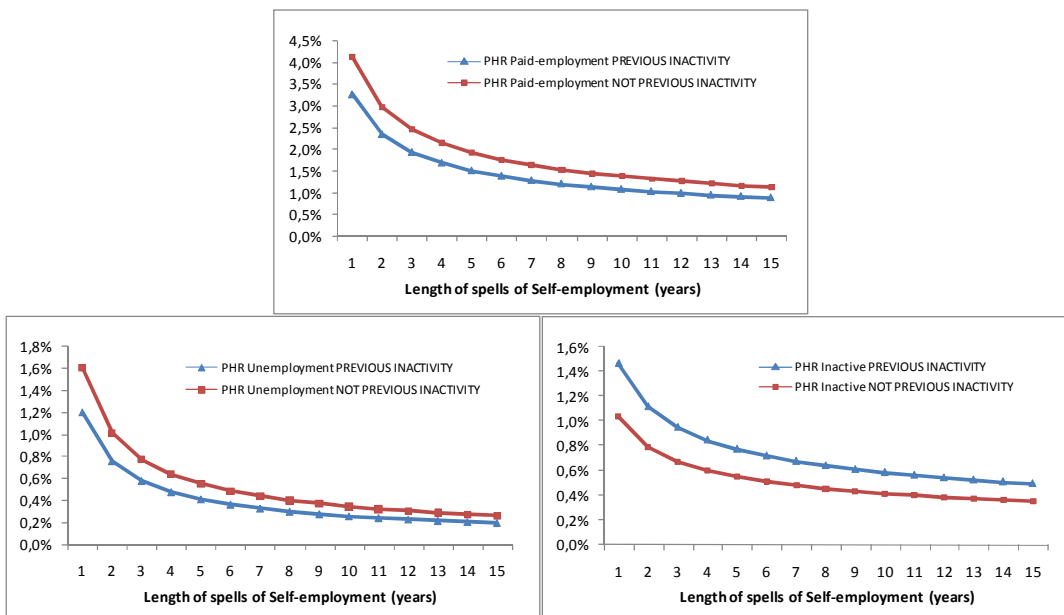 4,5%
4,0%
3,5%
3,0%
2,5%
2,0%
1,5%
1,0%
0,5%
0,0%
PHR Paid-employment PREVIOUS INACTIVITY
PHR Paid-employment NOT PREVIOUS INACTIVITY
1 2 3 4 5 6 7 8 9 10 11 12 13 14 15
Length of spells of Self-employment (years)
1,8%
1,6%
1,4%
1,2%
1,0%
0,8%
0,6%
0,4%
0,2%
0,0%
PHR Unemployment PREVIOUS INACTIVITY
PHR Unemployment NOT PREVIOUS INACTIVITY
1 2 3 4 5 6 7 8 9 10 11 12 13 14 15
Length of spells of Self-employment (years)
1,6%
1,4%
1,2%
1,0%
0,8%
0,6%
0,4%
0,2%
0,0%
PHR Inactive PREVIOUS INACTIVITY
PHR Inactive NOT PREVIOUS INACTIVITY
1 2 3 4 5 6 7 8 9 10 11 12 13 14 15
Length of spells of Self-employment (years)